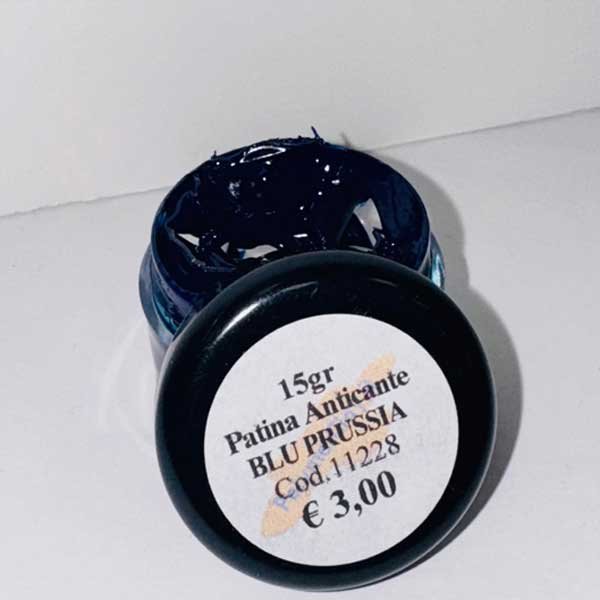 15gr
Patina Anticante
BLU PRUSSIA
Cod.11228
€ 3,00